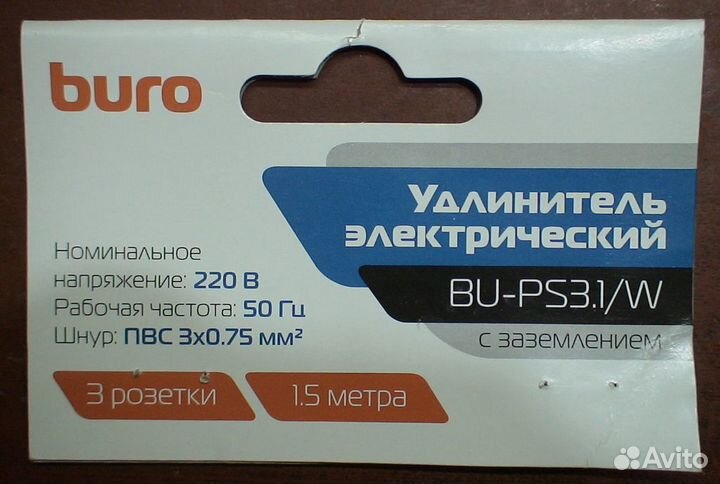 buro
Удлинитель
электрический
BU-PS3.1/W
с заземлением
Номинальное
напряжение: 220 В
Рабочая частота: 50 Гц
Шнур: ПВС 3x0.75 мм²
3 розетки
1.5 метра
Avito